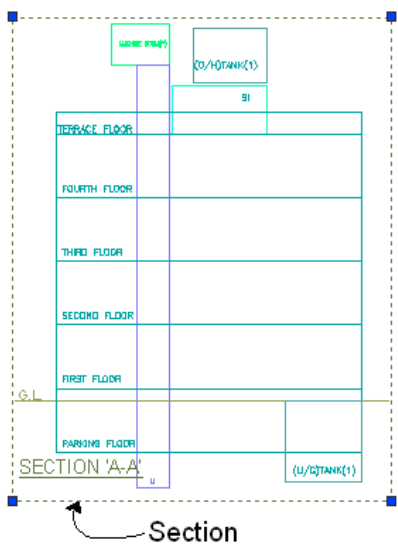 (O/H)TANK(1)
TERRACE FLOOR
FOURTH FLOOR
THIRD FLOOR
SECOND FLOOR
FIRST FLOOR
G.L
PARKING FLOOR
SECTION 'A-A'
(U/G)TANK(1)
Section